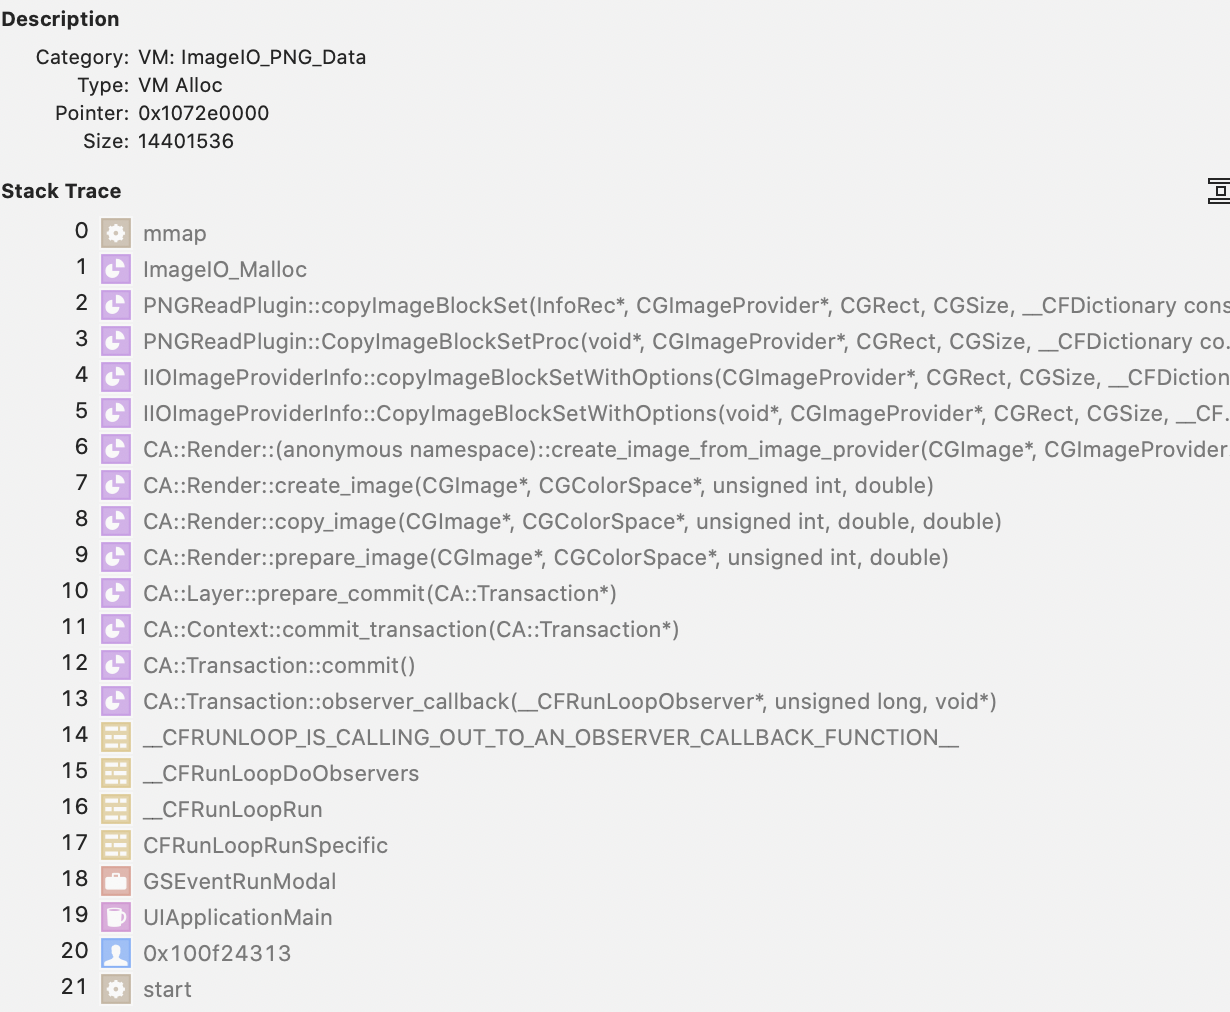 Description
Category: VM: ImageIO_PNG_Data
Type: VM Alloc
Pointer: 0x1072e0000
Size: 14401536
Stack Trace
0 mmap
1 ImageIO_Malloc
2 PNGReadPlugin::copyImageBlockSet(InfoRec*, CGImageProvider*, CGRect, CGSize, __CFDictionary cons
3 PNGReadPlugin::CopyImageBlockSetProc(void*, CGImageProvider*, CGRect, CGSize, __CFDictionary co...
4 IIOImageProviderInfo::copyImageBlockSetWithOptions(CGImageProvider*, CGRect, CGSize, __CFDiction
5 IIOImageProviderInfo::CopyImageBlockSetWithOptions(void*, CGImageProvider*, CGRect, CGSize, __CF...
6 CA::Render::(anonymous namespace)::create_image_from_image_provider(CGImage*, CGImageProvider
7 CA::Render::create_image(CGImage*, CGColorSpace*, unsigned int, double)
8 CA::Render::copy_image(CGImage*, CGColorSpace*, unsigned int, double, double)
9 CA::Render::prepare_image(CGImage*, CGColorSpace*, unsigned int, double)
10 CA::Layer::prepare_commit(CA::Transaction*)
11 CA::Context::commit_transaction(CA::Transaction*)
12 CA::Transaction::commit()
13 CA::Transaction::observer_callback(__CFRunLoopObserver*, unsigned long, void*)
14 __CFRUNLOOP_IS_CALLING_OUT_TO_AN_OBSERVER_CALLBACK_FUNCTION__
15 __CFRunLoopDoObservers
16 __CFRunLoopRun
17 CFRunLoopRunSpecific
18 GSEventRunModal
19 UIApplicationMain
20 0x100f24313
21 start